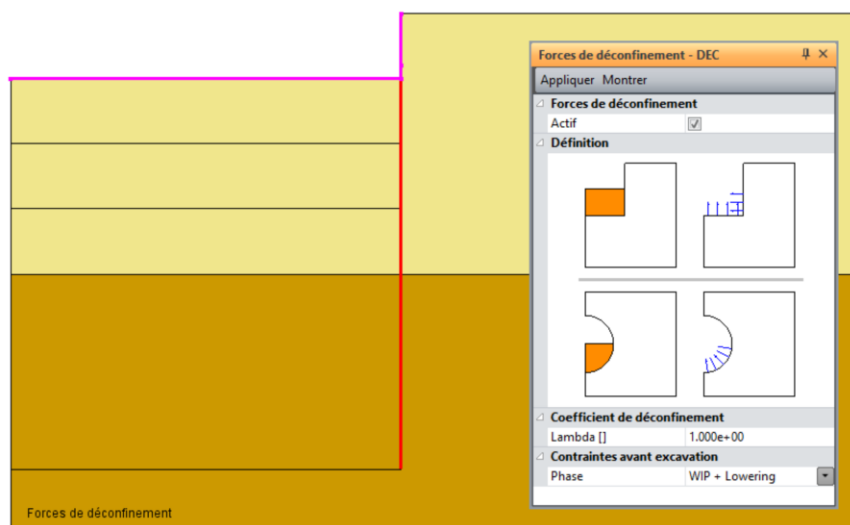 Forces de déconfinement - DEC
Appliquer Montrer
Forces de déconfinement
Actif
Définition
Coefficient de déconfinement
Lambda [] 1.000e+00
Contraintes avant excavation
Phase WIP + Lowering
Forces de déconfinement